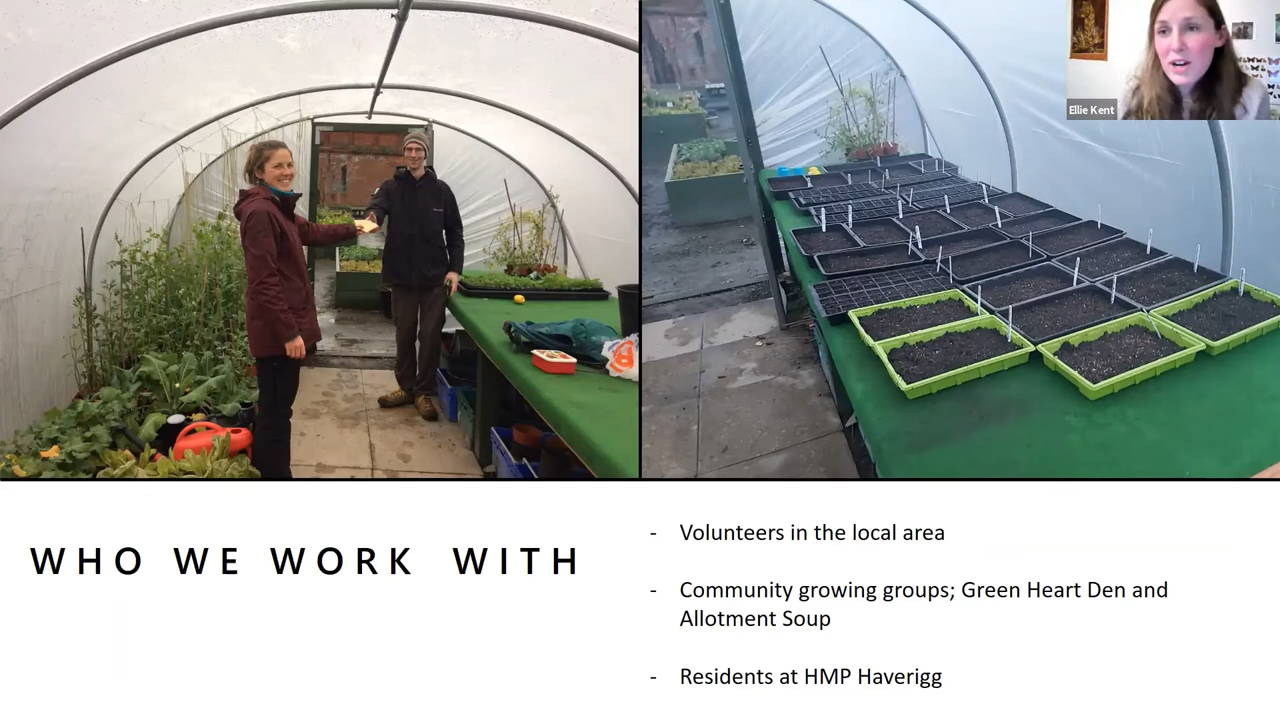 Ellie Kent
WHO WE WORK WITH
- Volunteers in the local area
- Community growing groups; Green Heart Den and
Allotment Soup
- Residents at HMP Haverigg